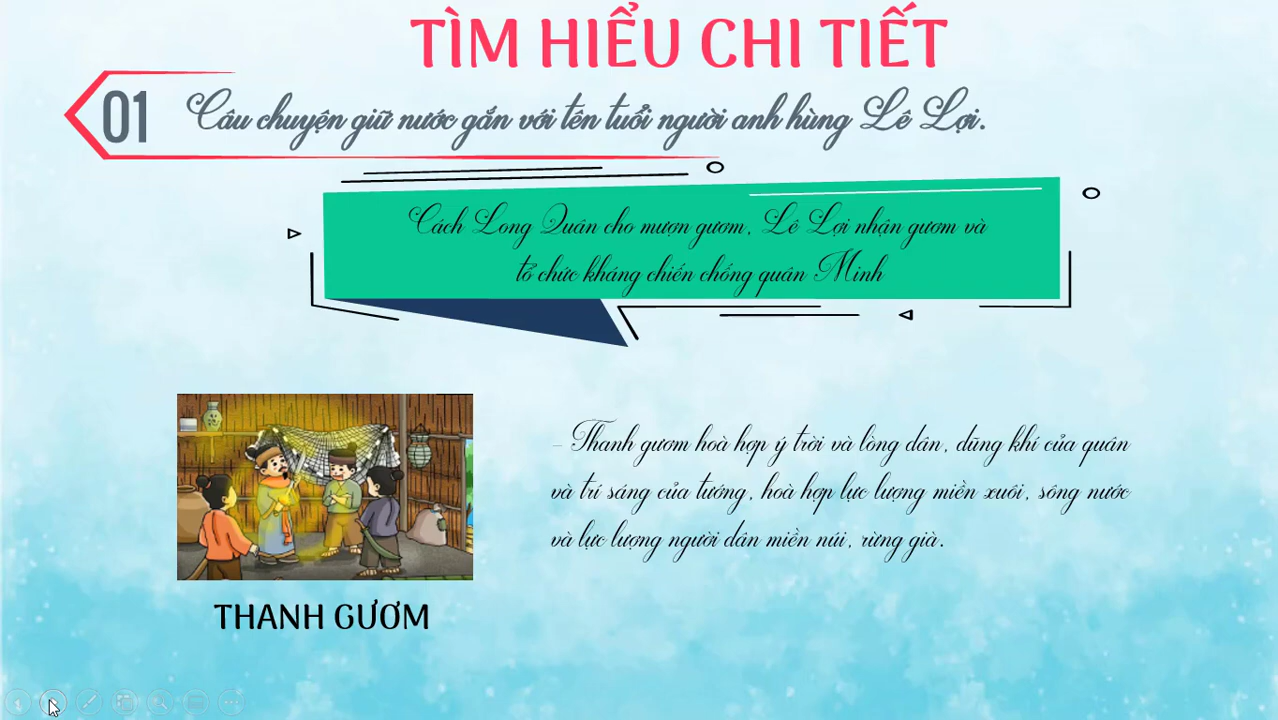 TÌM HIỂU CHI TIẾT
01 Câu chuyện giữ nước gắn với tên tuổi người anh hùng Lê Lợi.
Cách Long Quân cho mượn gươm, Lê Lợi nhận gươm và
tổ chức kháng chiến chống quân Minh
- Thanh gươm hoà hợp ý trời và lòng dân, dũng khí của quân
và trí sáng của tướng, hoà hợp lực lượng miền xuôi, sông nước
và lực lượng người dân miền núi, rừng già.
THANH GƯƠM